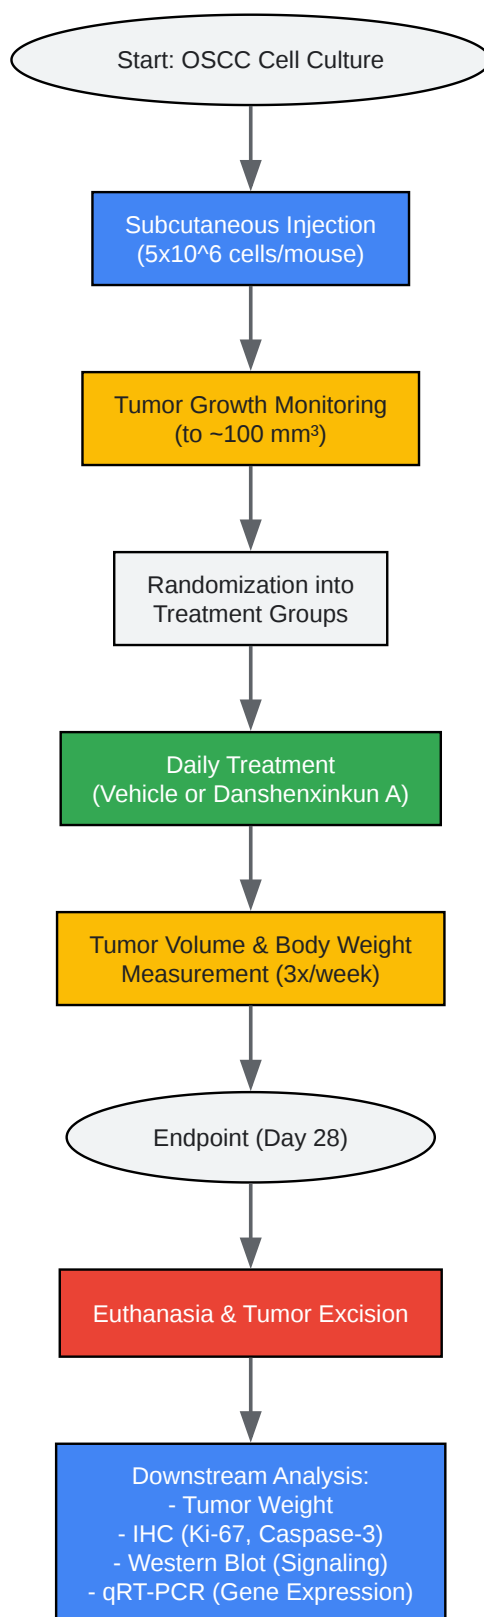 Start: OSCC Cell Culture
Subcutaneous Injection
(5x10^6 cells/mouse)
Tumor Growth Monitoring
(to ~100 mm³)
Randomization into
Treatment Groups
Daily Treatment
(Vehicle or Danshenxinkun A)
Tumor Volume & Body Weight
Measurement (3x/week)
Endpoint (Day 28)
Euthanasia & Tumor Excision
Downstream Analysis:
- Tumor Weight
- IHC (Ki-67, Caspase-3)
- Western Blot (Signaling)
- qRT-PCR (Gene Expression)